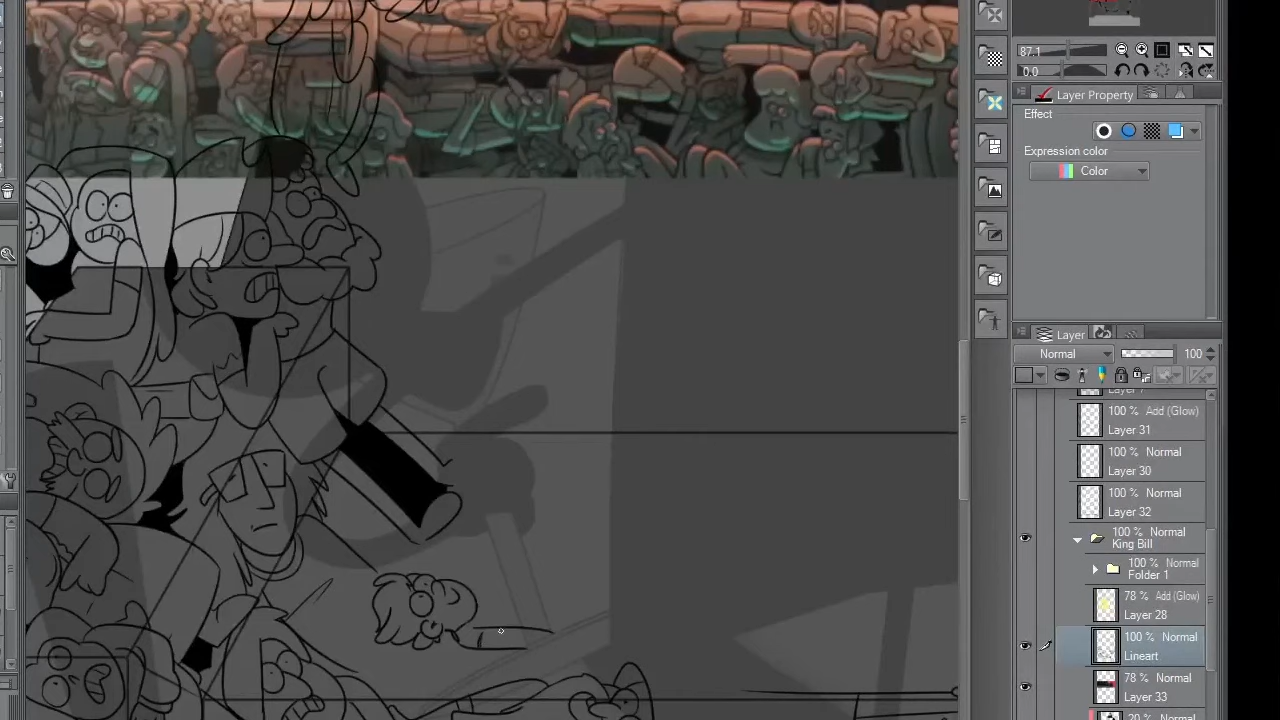 87.1
0.0
Layer Property
Effect
Expression color
Color
Layer
Normal
100
100 % Add (Glow)
Layer 31
100 % Normal
Layer 30
100 % Normal
Layer 32
100 % Normal
King Bill
100 % Normal
Folder 1
78 % Add (Glow)
Layer 28
100 % Normal
Lineart
78 % Normal
Layer 33
20 % Normal